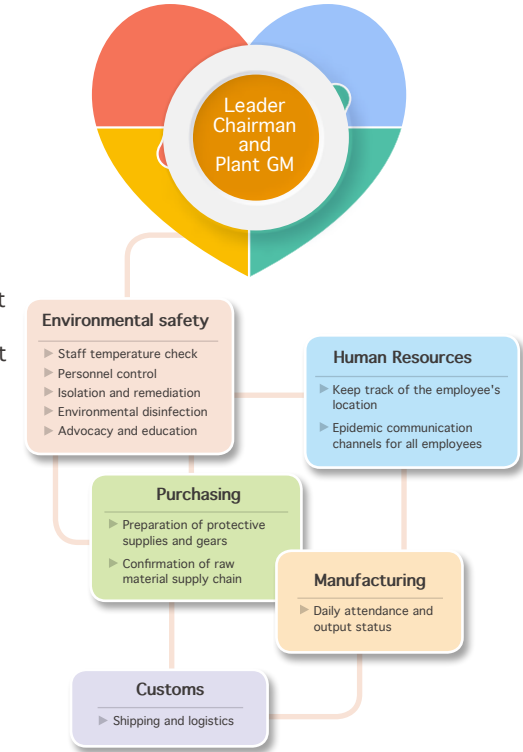 Leader
Chairman
and
Plant GM
t
t
Environmental safety
Staff temperature check
Personnel control
Isolation and remediation
Environmental disinfection
Advocacy and education
Human Resources
Keep track of the employee's
location
Epidemic communication
channels for all employees
Purchasing
Preparation of protective
supplies and gears
Confirmation of raw
material supply chain
Manufacturing
Daily attendance and
output status
Customs
Shipping and logistics